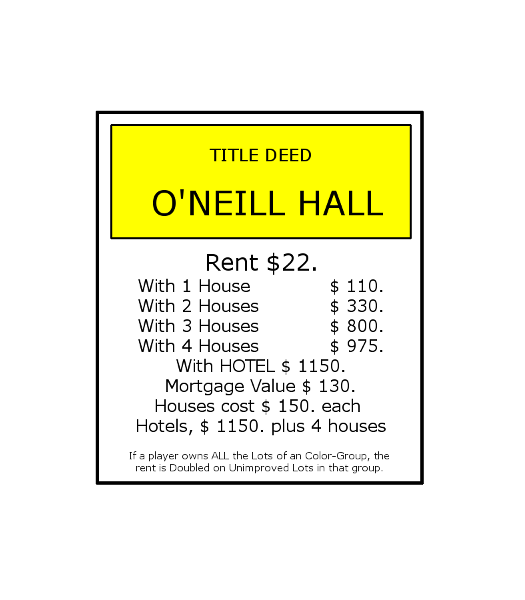 TITLE DEED
O'NEILL HALL
Rent $22.
With 1 House $ 110.
With 2 Houses $ 330.
With 3 Houses $ 800.
With 4 Houses $ 975.
With HOTEL $ 1150.
Mortgage Value $ 130.
Houses cost $ 150. each
Hotels, $ 1150. plus 4 houses
If a player owns ALL the Lots of an Color-Group, the
rent is Doubled on Unimproved Lots in that group.